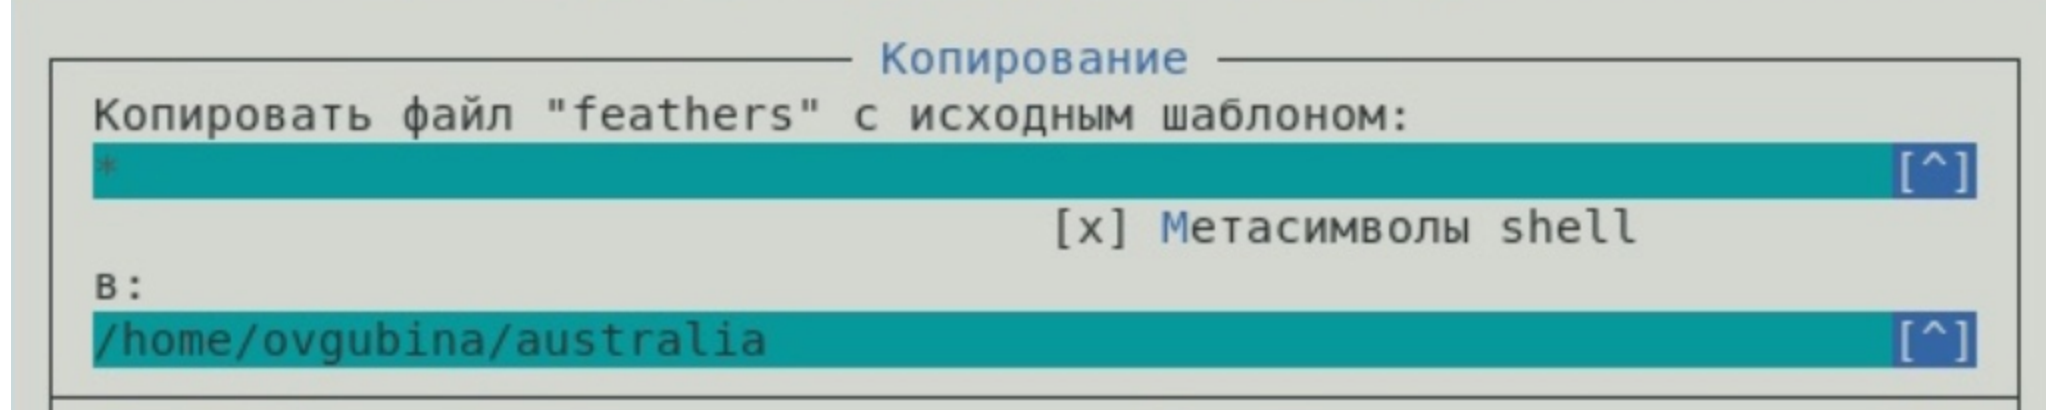 Копирование
Копировать файл "feathers" с исходным шаблоном:
* [^]
[x] Метасимволы shell
в:
/home/ovgubina/australia [^]